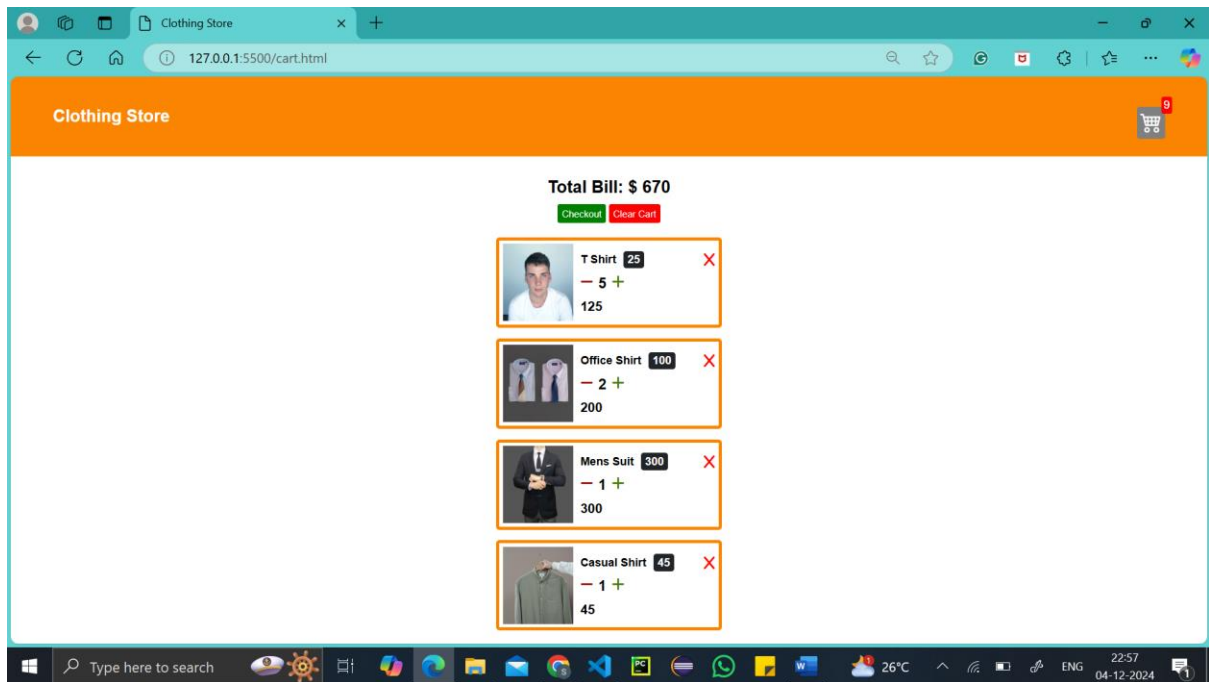 Clothing Store
127.0.0.1:5500/cart.html
Clothing Store
9
Total Bill: $ 670
Checkout Clear Cart
T Shirt 25 X
5
125
Office Shirt 100 X
2
200
Mens Suit 300 X
1
300
Casual Shirt 45 X
1
45
Type here to search 26°C ENG 22:57
04-12-2024